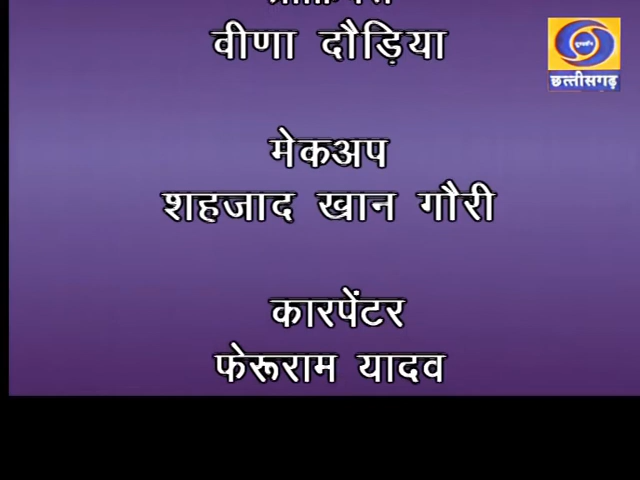 वीणा दौड़िया
मेकअप
शहजाद खान गौरी
कारपेंटर
फेरूराम यादव
छत्तीसगढ़